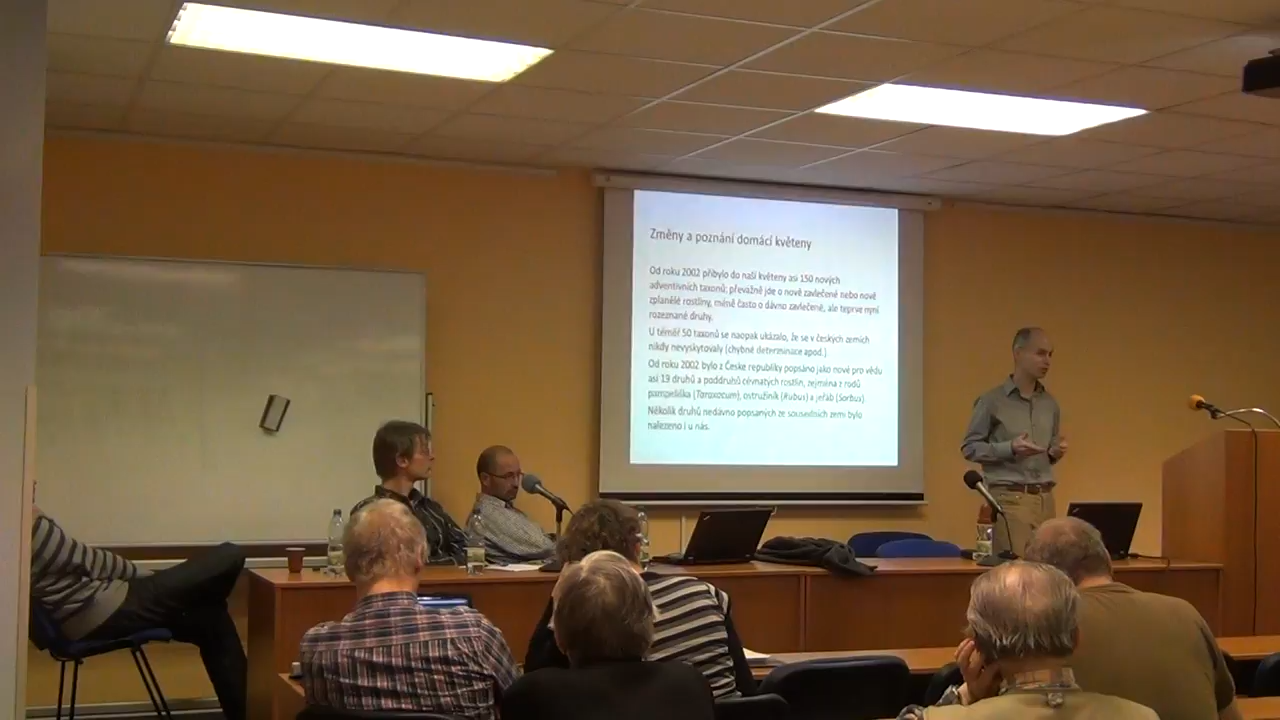 Změny a poznání domácí květeny
Od roku 2002 přibylo do naší květeny asi 150 nových
adventivních taxonů; převážně jde o nově zavlečené nebo nově
zplanělé rostliny, méně často o dávno zavlečené, ale teprve nyní
rozeznané druhy.
U téměř 50 taxonů se naopak ukázalo, že se v českých zemích
nikdy nevyskytovaly (chybné determinace apod.)
Od roku 2002 bylo z České republiky popsáno jako nové pro vědu
asi 19 druhů a poddruhů cévnatých rostlin, zejména z rodů
pampeliška (Taraxacum), ostružiník (Rubus) a jeřáb (Sorbus).
Několik druhů nedávno popsaných ze sousedních zemí bylo
nalezeno i u nás.